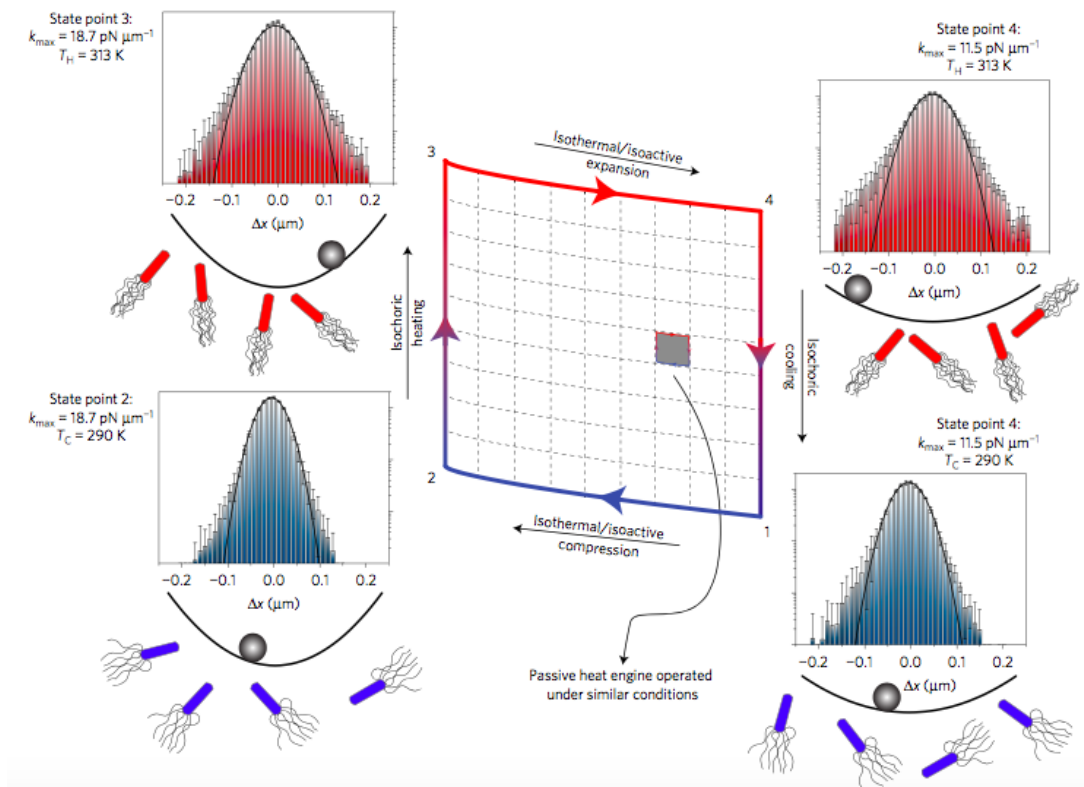 State point 3:
kmax = 18.7 pN µm⁻¹
TH = 313 K
−0.2 −0.1 0.0 0.1 0.2
Δx (µm)
State point 4:
kmax = 11.5 pN µm⁻¹
TH = 313 K
−0.2 −0.1 0.0 0.1 0.2
Δx (µm)
3
Isothermal/isoactive
expansion
4
Isochoric
heating
Isochoric
cooling
State point 2:
kmax = 18.7 pN µm⁻¹
TC = 290 K
−0.2 −0.1 0.0 0.1 0.2
Δx (µm)
2
Isothermal/isoactive
compression
1
State point 4:
kmax = 11.5 pN µm⁻¹
TC = 290 K
−0.2 −0.1 0.0 0.1 0.2
Δx (µm)
Passive heat engine operated
under similar conditions